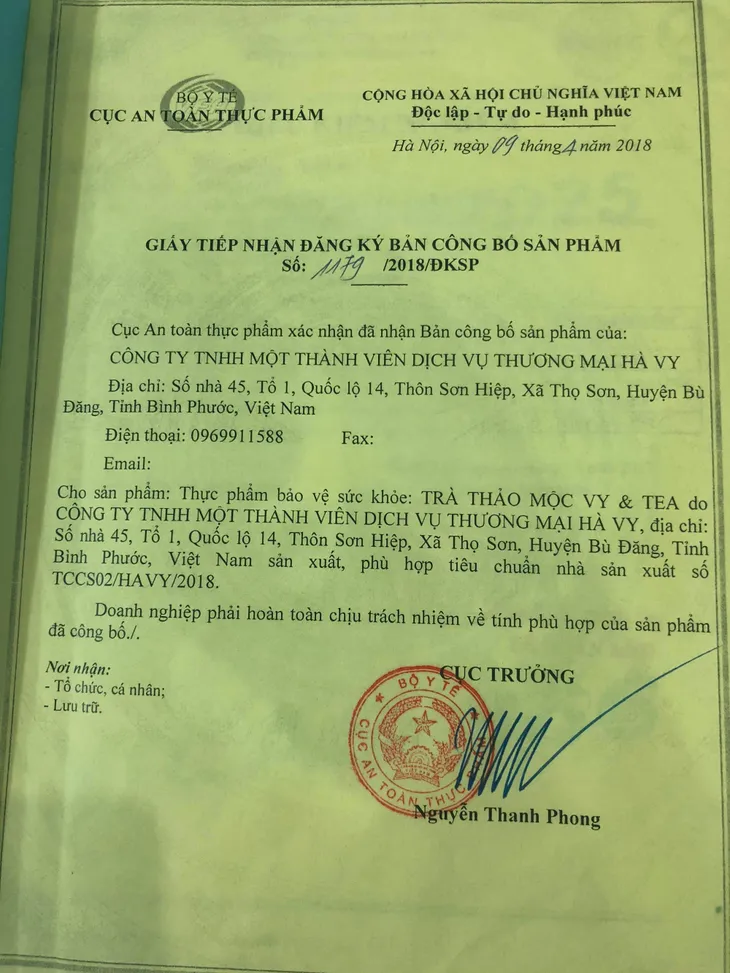 BỘ Y TẾ
CỤC AN TOÀN THỰC PHẨM
CỘNG HÒA XÃ HỘI CHỦ NGHĨA VIỆT NAM
Độc lập - Tự do - Hạnh phúc
Hà Nội, ngày 09 tháng 4 năm 2018
GIẤY TIẾP NHẬN ĐĂNG KÝ BẢN CÔNG BỐ SẢN PHẨM
Số: 1179 /2018/ĐKSP
Cục An toàn thực phẩm xác nhận đã nhận Bản công bố sản phẩm của:
CÔNG TY TNHH MỘT THÀNH VIÊN DỊCH VỤ THƯƠNG MẠI HÀ VY
Địa chỉ: Số nhà 45, Tổ 1, Quốc lộ 14, Thôn Sơn Hiệp, Xã Thọ Sơn, Huyện Bù
Đăng, Tỉnh Bình Phước, Việt Nam
Điện thoại: 0969911588 Fax:
Email:
Cho sản phẩm: Thực phẩm bảo vệ sức khỏe: TRÀ THẢO MỘC VY & TEA do
CÔNG TY TNHH MỘT THÀNH VIÊN DỊCH VỤ THƯƠNG MẠI HÀ VY, địa chỉ:
Số nhà 45, Tổ 1, Quốc lộ 14, Thôn Sơn Hiệp, Xã Thọ Sơn, Huyện Bù Đăng, Tỉnh
Bình Phước, Việt Nam sản xuất, phù hợp tiêu chuẩn nhà sản xuất số
TCCS02/HAVY/2018.
Doanh nghiệp phải hoàn toàn chịu trách nhiệm về tính phù hợp của sản phẩm
đã công bố./.
Nơi nhận:
- Tổ chức, cá nhân;
- Lưu trữ.
CỤC TRƯỞNG
BỘ Y TẾ
CỤC AN TOÀN THỰC
Nguyễn Thanh Phong